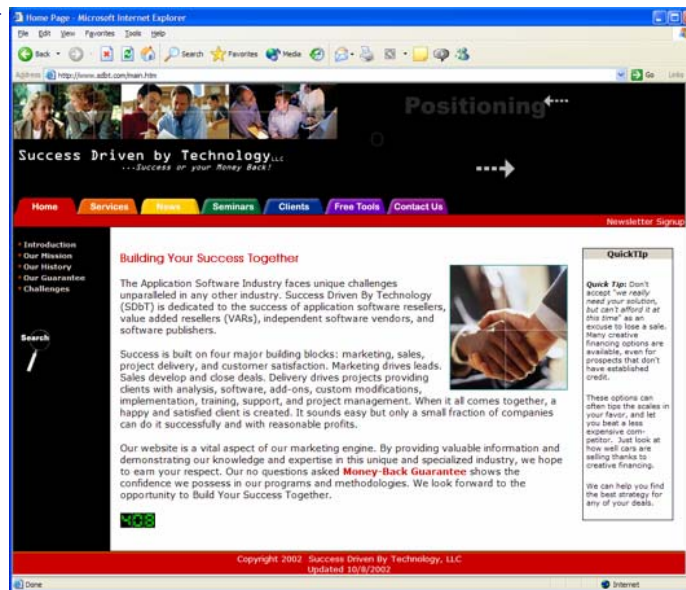 Home Page - Microsoft Internet Explorer
File Edit View Favorites Tools Help
Back Search Favorites Media
Address http://www.sdbt.com/main.htm Go Links
Positioning
Success Driven by Technology LLC
...Success or your Money Back!
Home Services News Seminars Clients Free Tools Contact Us
Newsletter Signup
Introduction
Our Mission
Our History
Our Guarantee
Challenges
Search
Building Your Success Together
The Application Software Industry faces unique challenges
unparalleled in any other industry. Success Driven By Technology
(SDbT) is dedicated to the success of application software resellers,
value added resellers (VARs), independent software vendors, and
software publishers.
Success is built on four major building blocks: marketing, sales,
project delivery, and customer satisfaction. Marketing drives leads.
Sales develop and close deals. Delivery drives projects providing
clients with analysis, software, add-ons, custom modifications,
implementation, training, support, and project management. When it all comes together, a
happy and satisfied client is created. It sounds easy but only a small fraction of companies
can do it successfully and with reasonable profits.
Our website is a vital aspect of our marketing engine. By providing valuable information and
demonstrating our knowledge and expertise in this unique and specialized industry, we hope
to earn your respect. Our no questions asked Money-Back Guarantee shows the
confidence we possess in our programs and methodologies. We look forward to the
opportunity to Build Your Success Together.
408
QuickTIp
Quick Tip: Don't
accept "we really
need your solution,
but can't afford it at
this time" as an
excuse to lose a sale.
Many creative
financing options are
available, even for
prospects that don't
have established
credit.
These options can
often tips the scales in
your favor, and let
you beat a less
expensive com-
petitor. Just look at
how well cars are
selling thanks to
creative financing.
We can help you find
the best strategy for
any of your deals.
Copyright 2002 Success Driven By Technology, LLC
Updated 10/8/2002
Done Internet